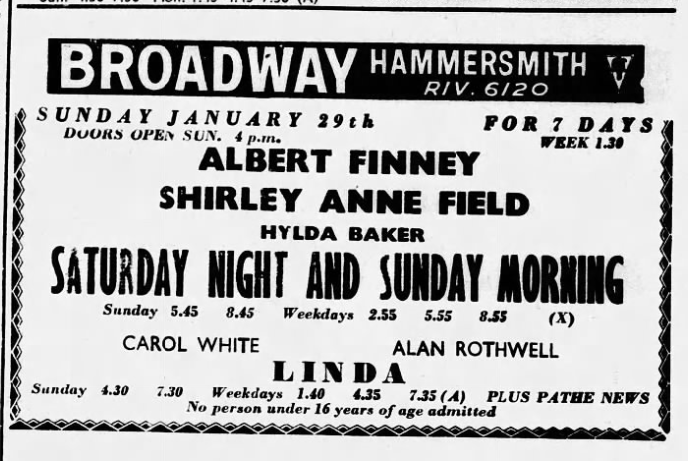 BROADWAY HAMMERSMITH
RIV. 6120
SUNDAY JANUARY 29th FOR 7 DAYS
DOORS OPEN SUN. 4 p.m. WEEK 1.30
ALBERT FINNEY
SHIRLEY ANNE FIELD
HYLDA BAKER
SATURDAY NIGHT AND SUNDAY MORNING
Sunday 5.45 8.45 Weekdays 2.55 5.55 8.55 (X)
CAROL WHITE ALAN ROTHWELL
LINDA
Sunday 4.30 7.30 Weekdays 1.40 4.35 7.35 (A) PLUS PATHE NEWS
No person under 16 years of age admitted